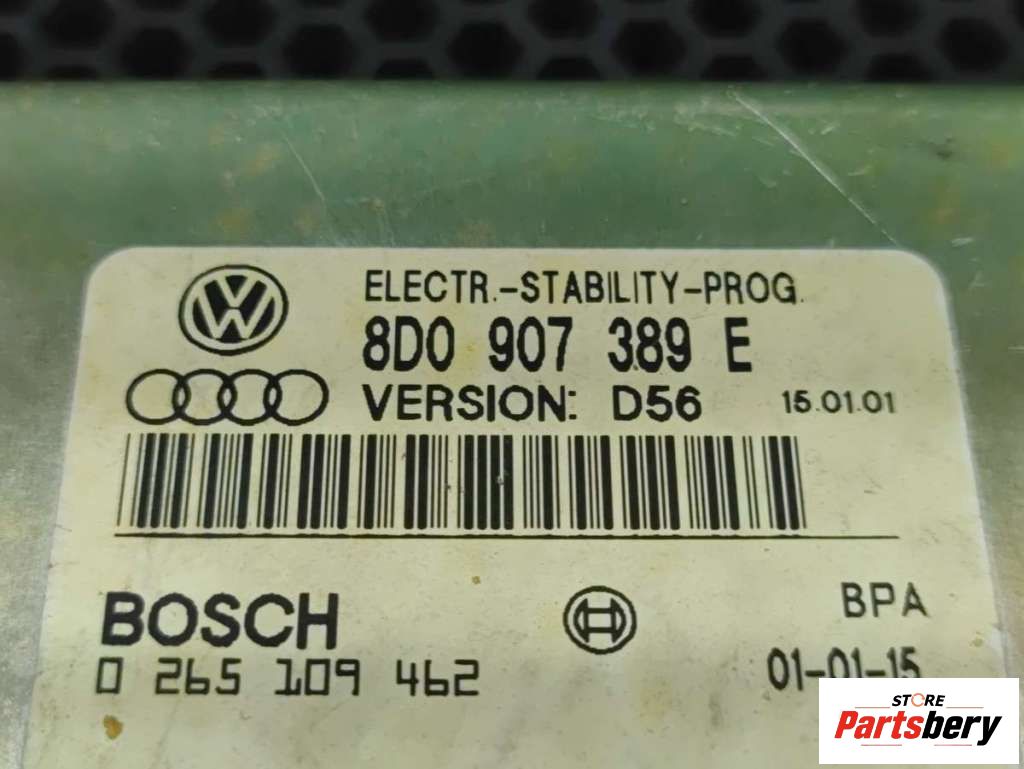 ELECTR.-STABILITY-PROG.
8D0 907 389 E
VERSION: D56 15.01.01
BOSCH
BPA
0 265 109 462
01-01-15
STORE
Partsbery